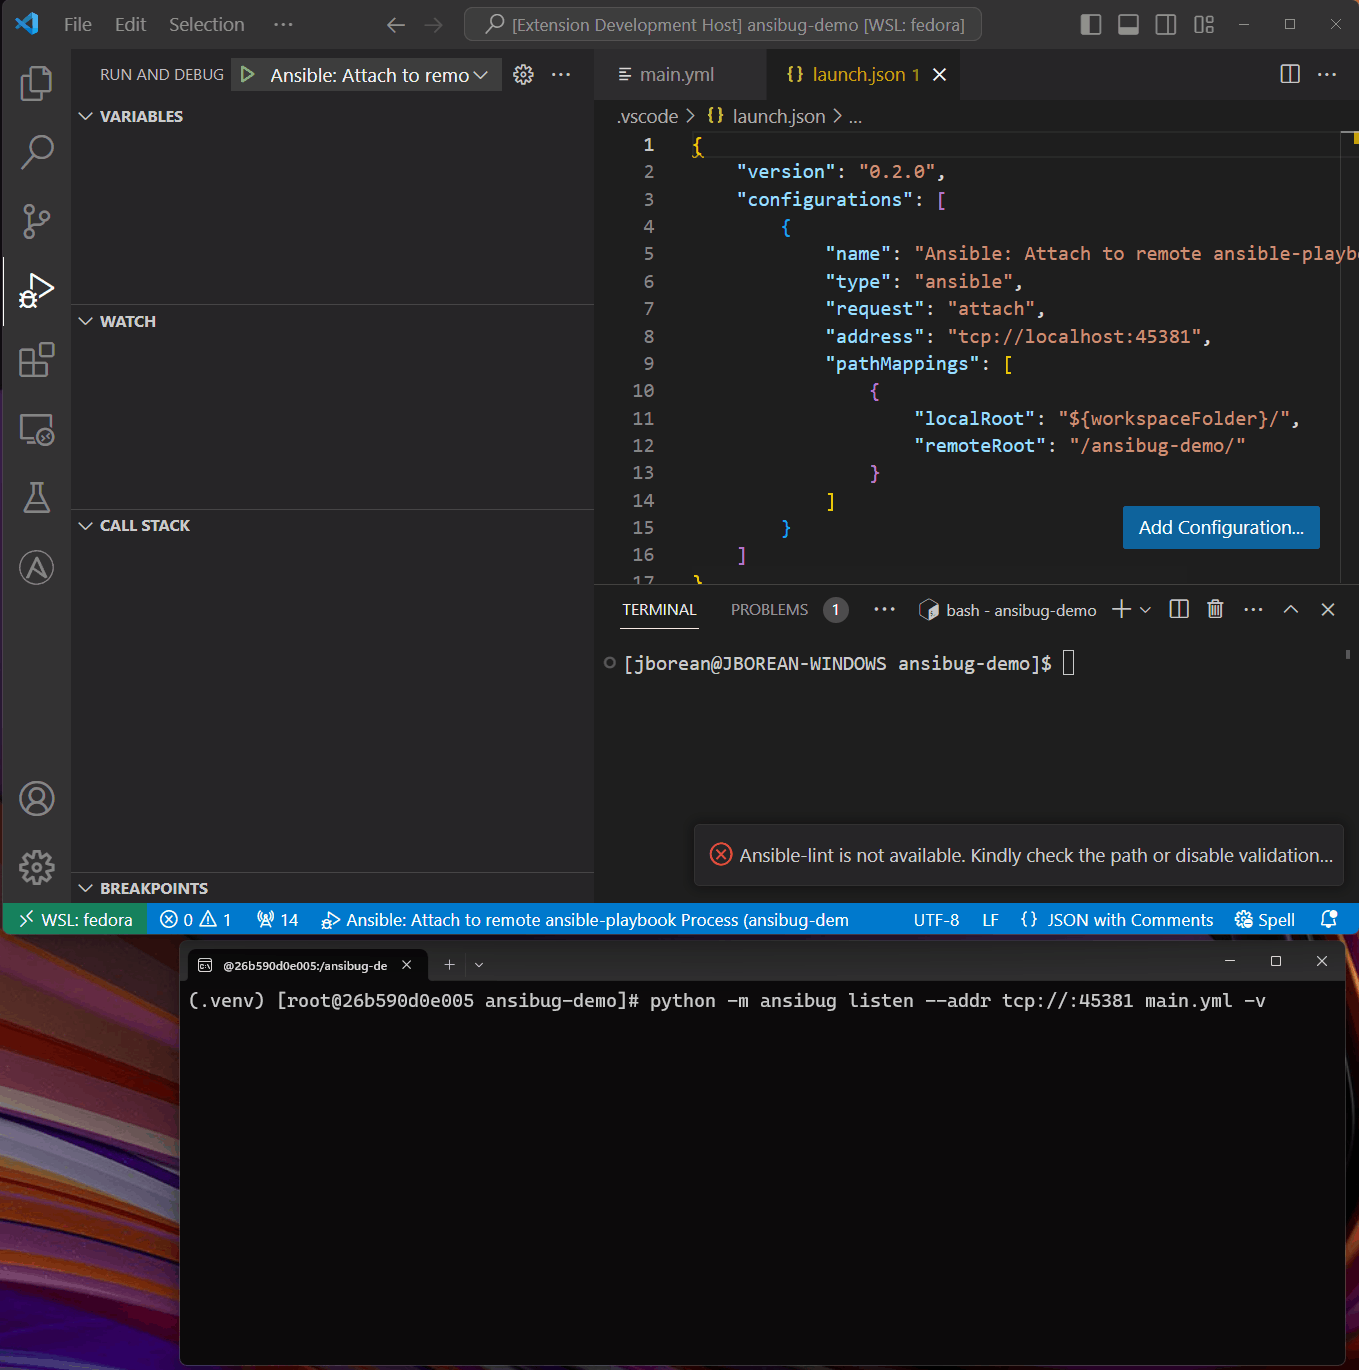 File Edit Selection ··· [Extension Development Host] ansibug-demo [WSL: fedora]
RUN AND DEBUG Ansible: Attach to remo
main.yml launch.json 1
VARIABLES
.vscode > launch.json > ...
1 {
2 "version": "0.2.0",
3 "configurations": [
4 {
5 "name": "Ansible: Attach to remote ansible-playb
6 "type": "ansible",
7 "request": "attach",
8 "address": "tcp://localhost:45381",
9 "pathMappings": [
10 {
11 "localRoot": "${workspaceFolder}/",
12 "remoteRoot": "/ansibug-demo/"
13 }
14 ]
15 }
16 ]
17 }
Add Configuration...
WATCH
CALL STACK
TERMINAL PROBLEMS 1 ··· bash - ansibug-demo
[jborean@JBOREAN-WINDOWS ansibug-demo]$
Ansible-lint is not available. Kindly check the path or disable validation...
BREAKPOINTS
WSL: fedora 0 1 14 Ansible: Attach to remote ansible-playbook Process (ansibug-dem UTF-8 LF {} JSON with Comments Spell
@26b590d0e005:/ansibug-de
(.venv) [root@26b590d0e005 ansibug-demo]# python -m ansibug listen --addr tcp://:45381 main.yml -v